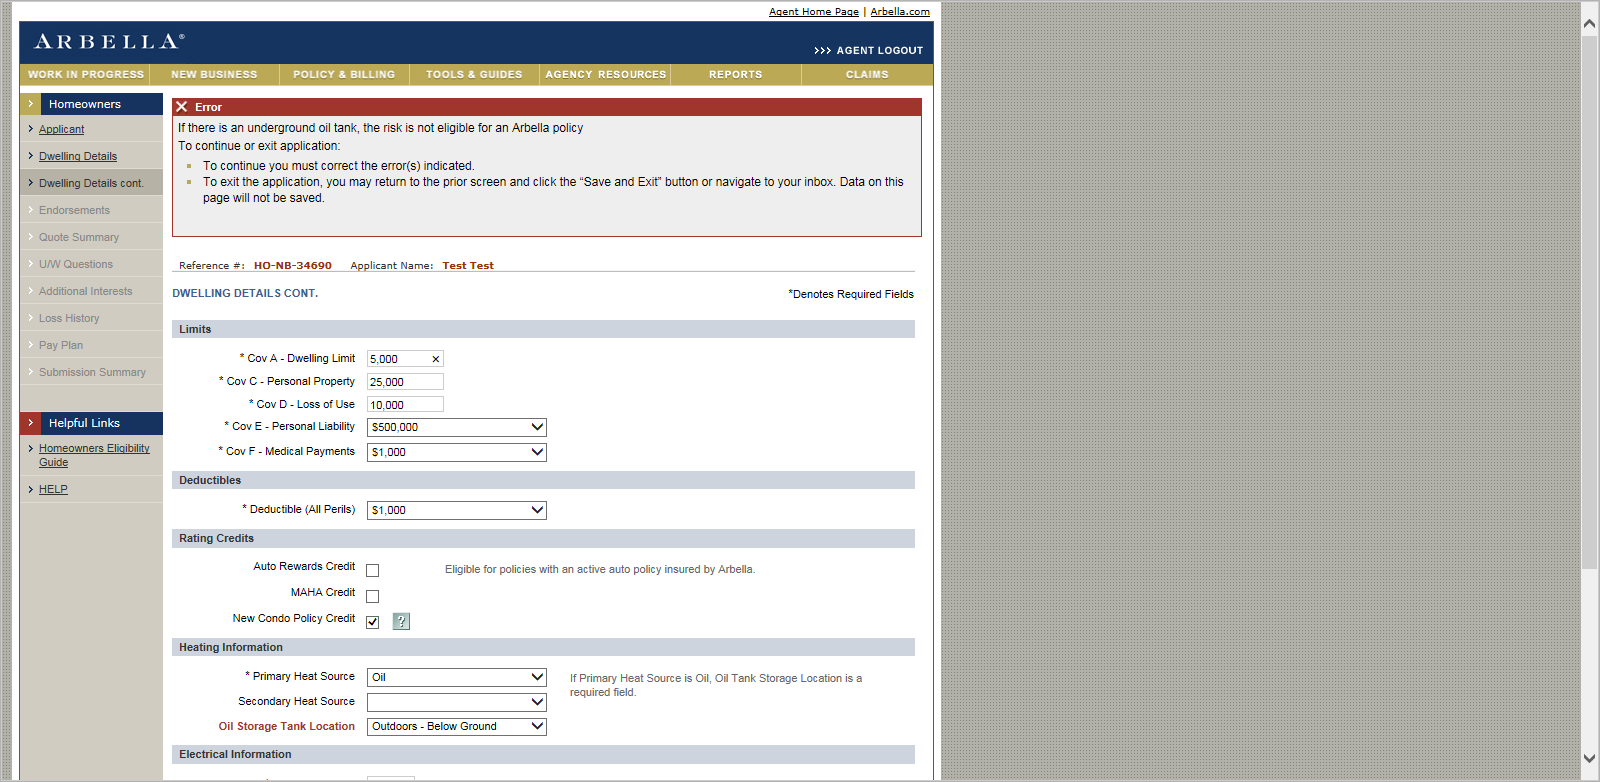 Agent Home Page | Arbella.com
ARBELLA®
>>> AGENT LOGOUT
WORK IN PROGRESS NEW BUSINESS POLICY & BILLING TOOLS & GUIDES AGENCY RESOURCES REPORTS CLAIMS
Homeowners
Applicant
Dwelling Details
Dwelling Details cont.
Endorsements
Quote Summary
U/W Questions
Additional Interests
Loss History
Pay Plan
Submission Summary
Helpful Links
Homeowners Eligibility
Guide
HELP
Error
If there is an underground oil tank, the risk is not eligible for an Arbella policy
To continue or exit application:
To continue you must correct the error(s) indicated.
To exit the application, you may return to the prior screen and click the “Save and Exit” button or navigate to your inbox. Data on this
page will not be saved.
Reference #: HO-NB-34690 Applicant Name: Test Test
DWELLING DETAILS CONT.
*Denotes Required Fields
Limits
* Cov A - Dwelling Limit 5,000
* Cov C - Personal Property 25,000
* Cov D - Loss of Use 10,000
* Cov E - Personal Liability $500,000
* Cov F - Medical Payments $1,000
Deductibles
* Deductible (All Perils) $1,000
Rating Credits
Auto Rewards Credit Eligible for policies with an active auto policy insured by Arbella.
MAHA Credit
New Condo Policy Credit ?
Heating Information
* Primary Heat Source Oil If Primary Heat Source is Oil, Oil Tank Storage Location is a
required field.
Secondary Heat Source
Oil Storage Tank Location Outdoors - Below Ground
Electrical Information